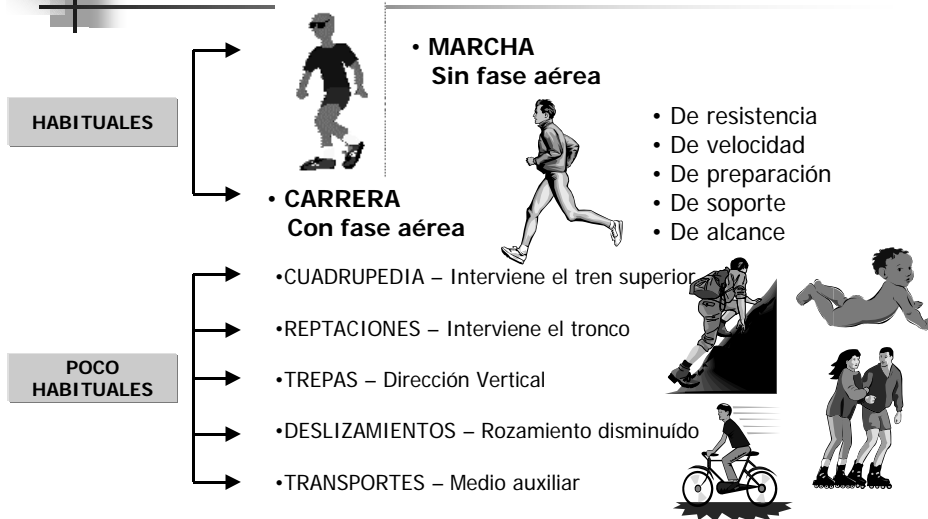 • MARCHA
Sin fase aérea
HABITUALES
• De resistencia
• De velocidad
• De preparación
• De soporte
• De alcance
• CARRERA
Con fase aérea
•CUADRUPEDIA – Interviene el tren superior
•REPTACIONES – Interviene el tronco
POCO
HABITUALES
•TREPAS – Dirección Vertical
•DESLIZAMIENTOS – Rozamiento disminuído
•TRANSPORTES – Medio auxiliar